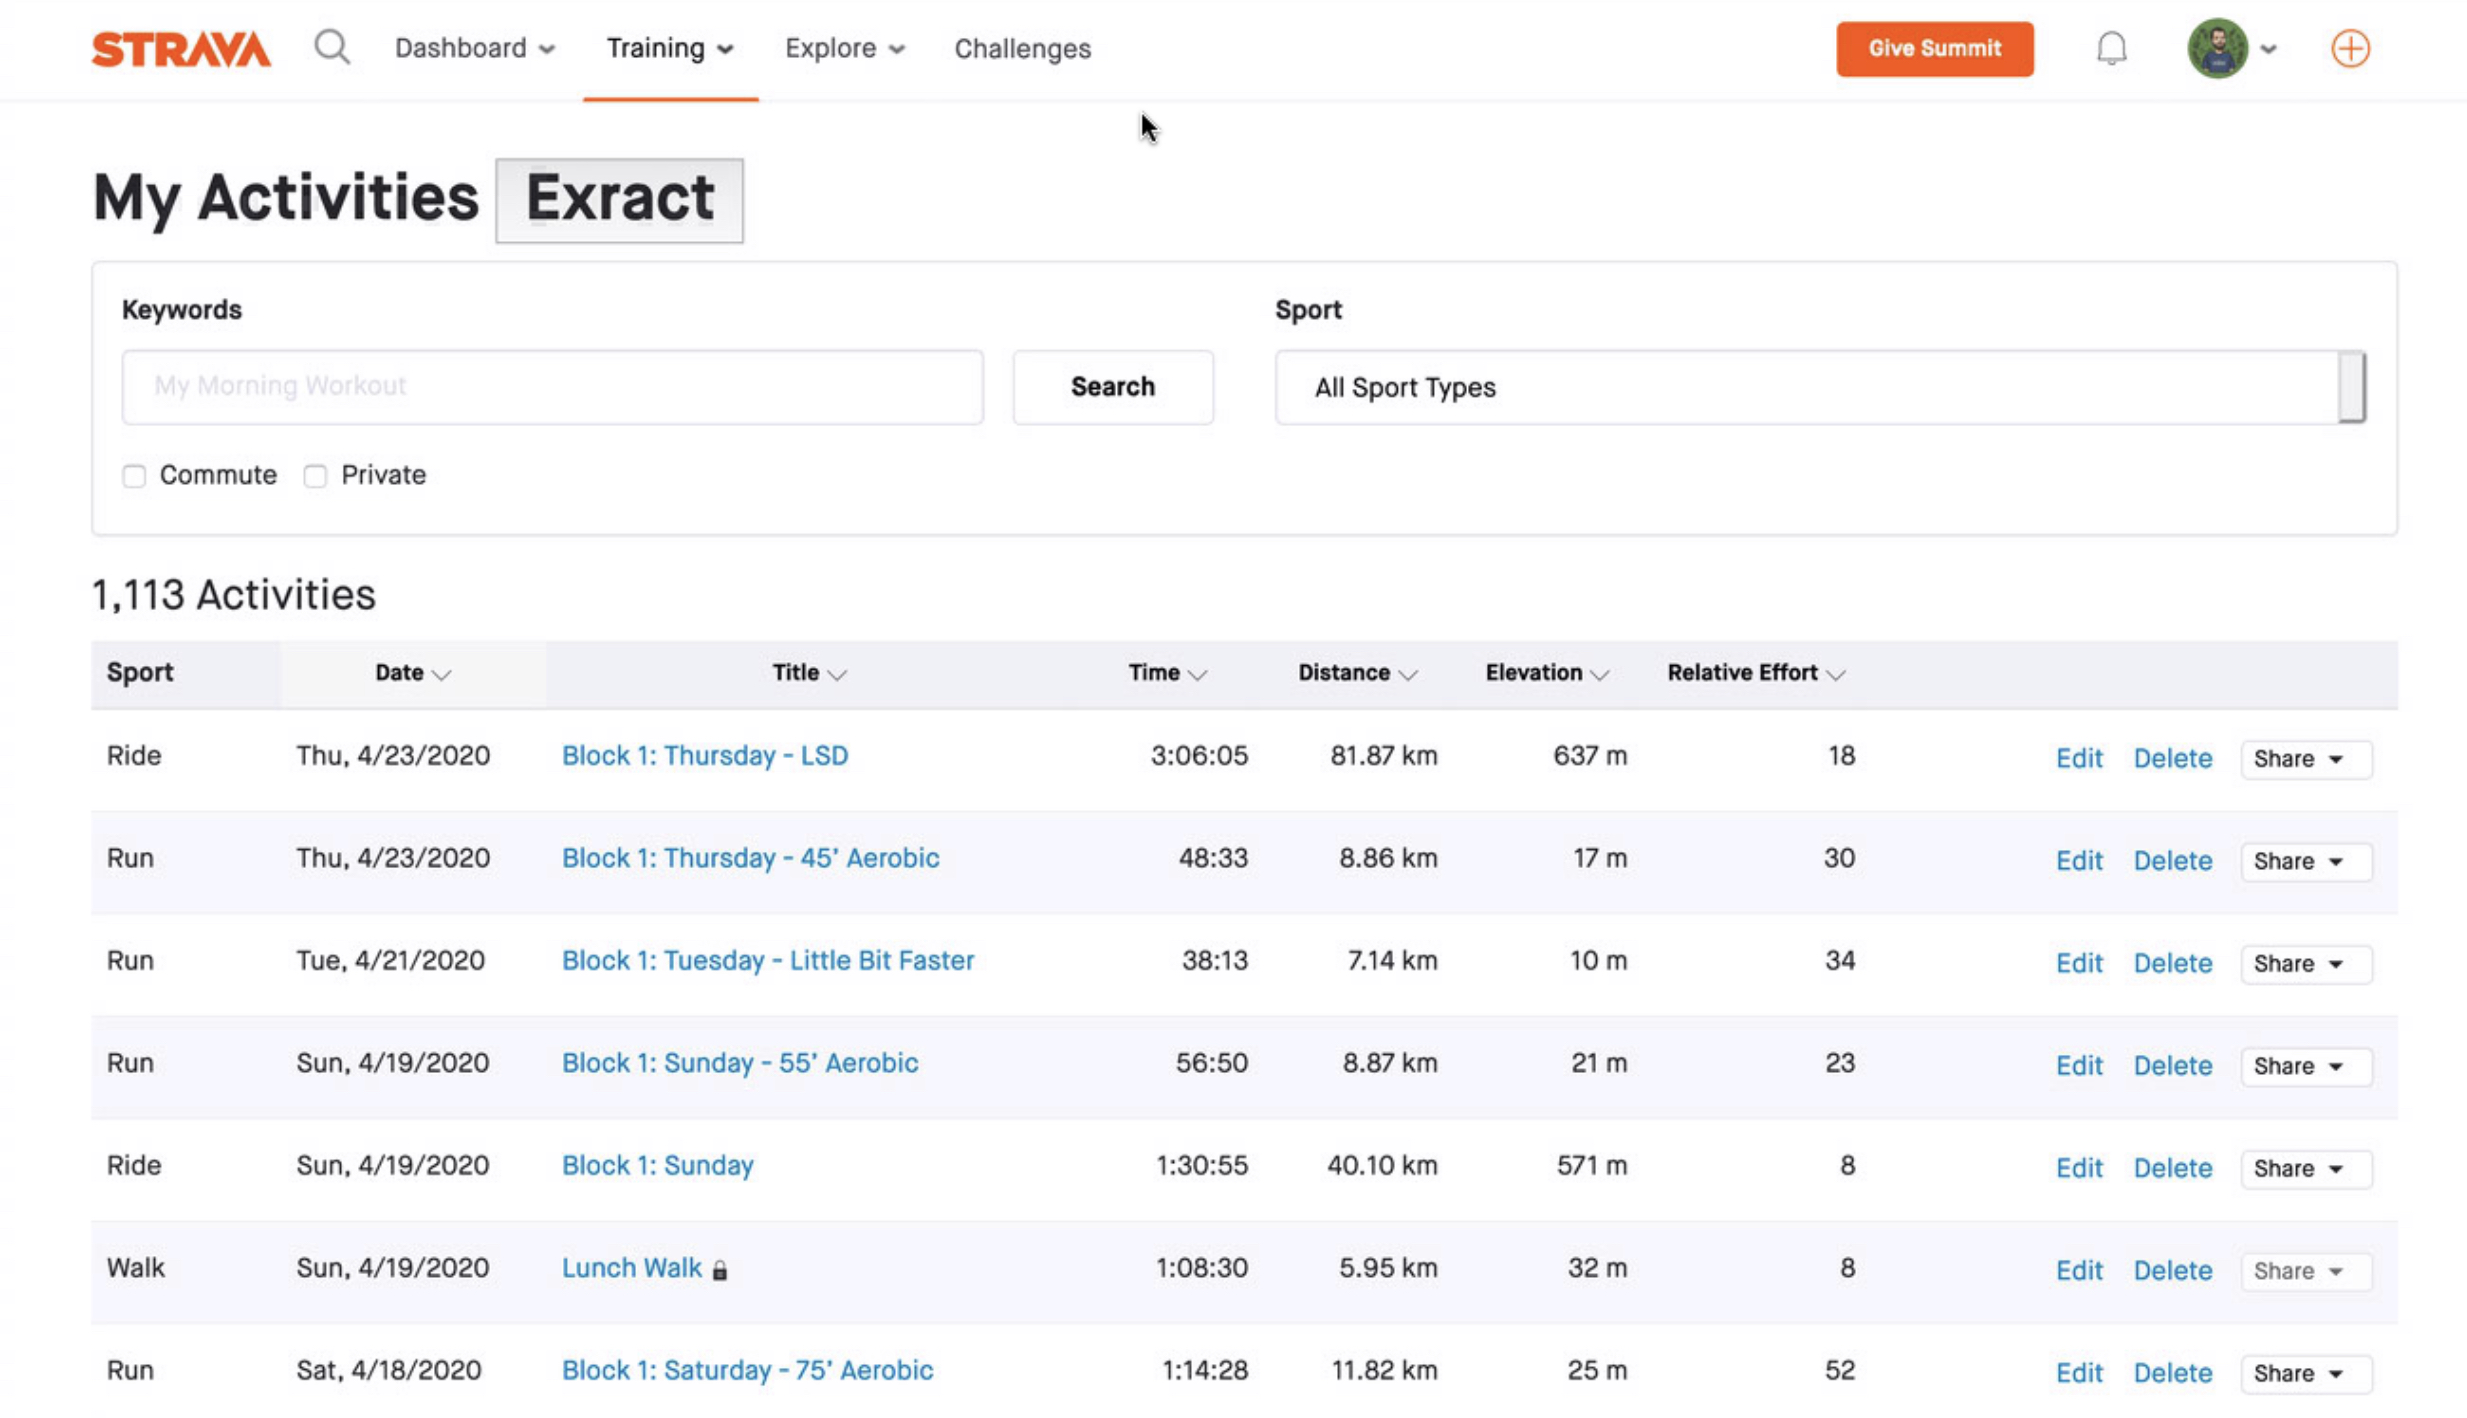 STRAVA Dashboard Training Explore Challenges Give Summit
My Activities Exract
Keywords Sport
My Morning Workout Search All Sport Types
Commute Private
1,113 Activities
Sport Date Title Time Distance Elevation Relative Effort
Ride Thu, 4/23/2020 Block 1: Thursday - LSD 3:06:05 81.87 km 637 m 18 Edit Delete Share
Run Thu, 4/23/2020 Block 1: Thursday - 45' Aerobic 48:33 8.86 km 17 m 30 Edit Delete Share
Run Tue, 4/21/2020 Block 1: Tuesday - Little Bit Faster 38:13 7.14 km 10 m 34 Edit Delete Share
Run Sun, 4/19/2020 Block 1: Sunday - 55' Aerobic 56:50 8.87 km 21 m 23 Edit Delete Share
Ride Sun, 4/19/2020 Block 1: Sunday 1:30:55 40.10 km 571 m 8 Edit Delete Share
Walk Sun, 4/19/2020 Lunch Walk 1:08:30 5.95 km 32 m 8 Edit Delete Share
Run Sat, 4/18/2020 Block 1: Saturday - 75' Aerobic 1:14:28 11.82 km 25 m 52 Edit Delete Share